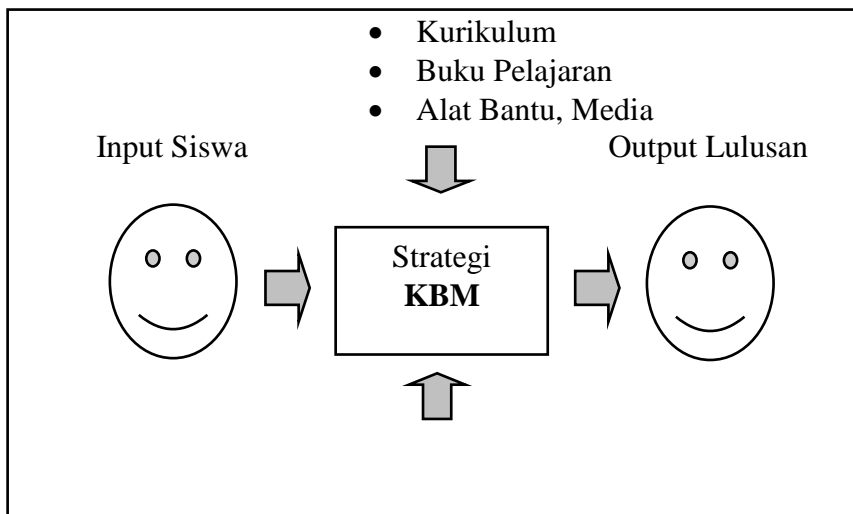 • Kurikulum
• Buku Pelajaran
• Alat Bantu, Media
Input Siswa
Output Lulusan
Strategi
KBM